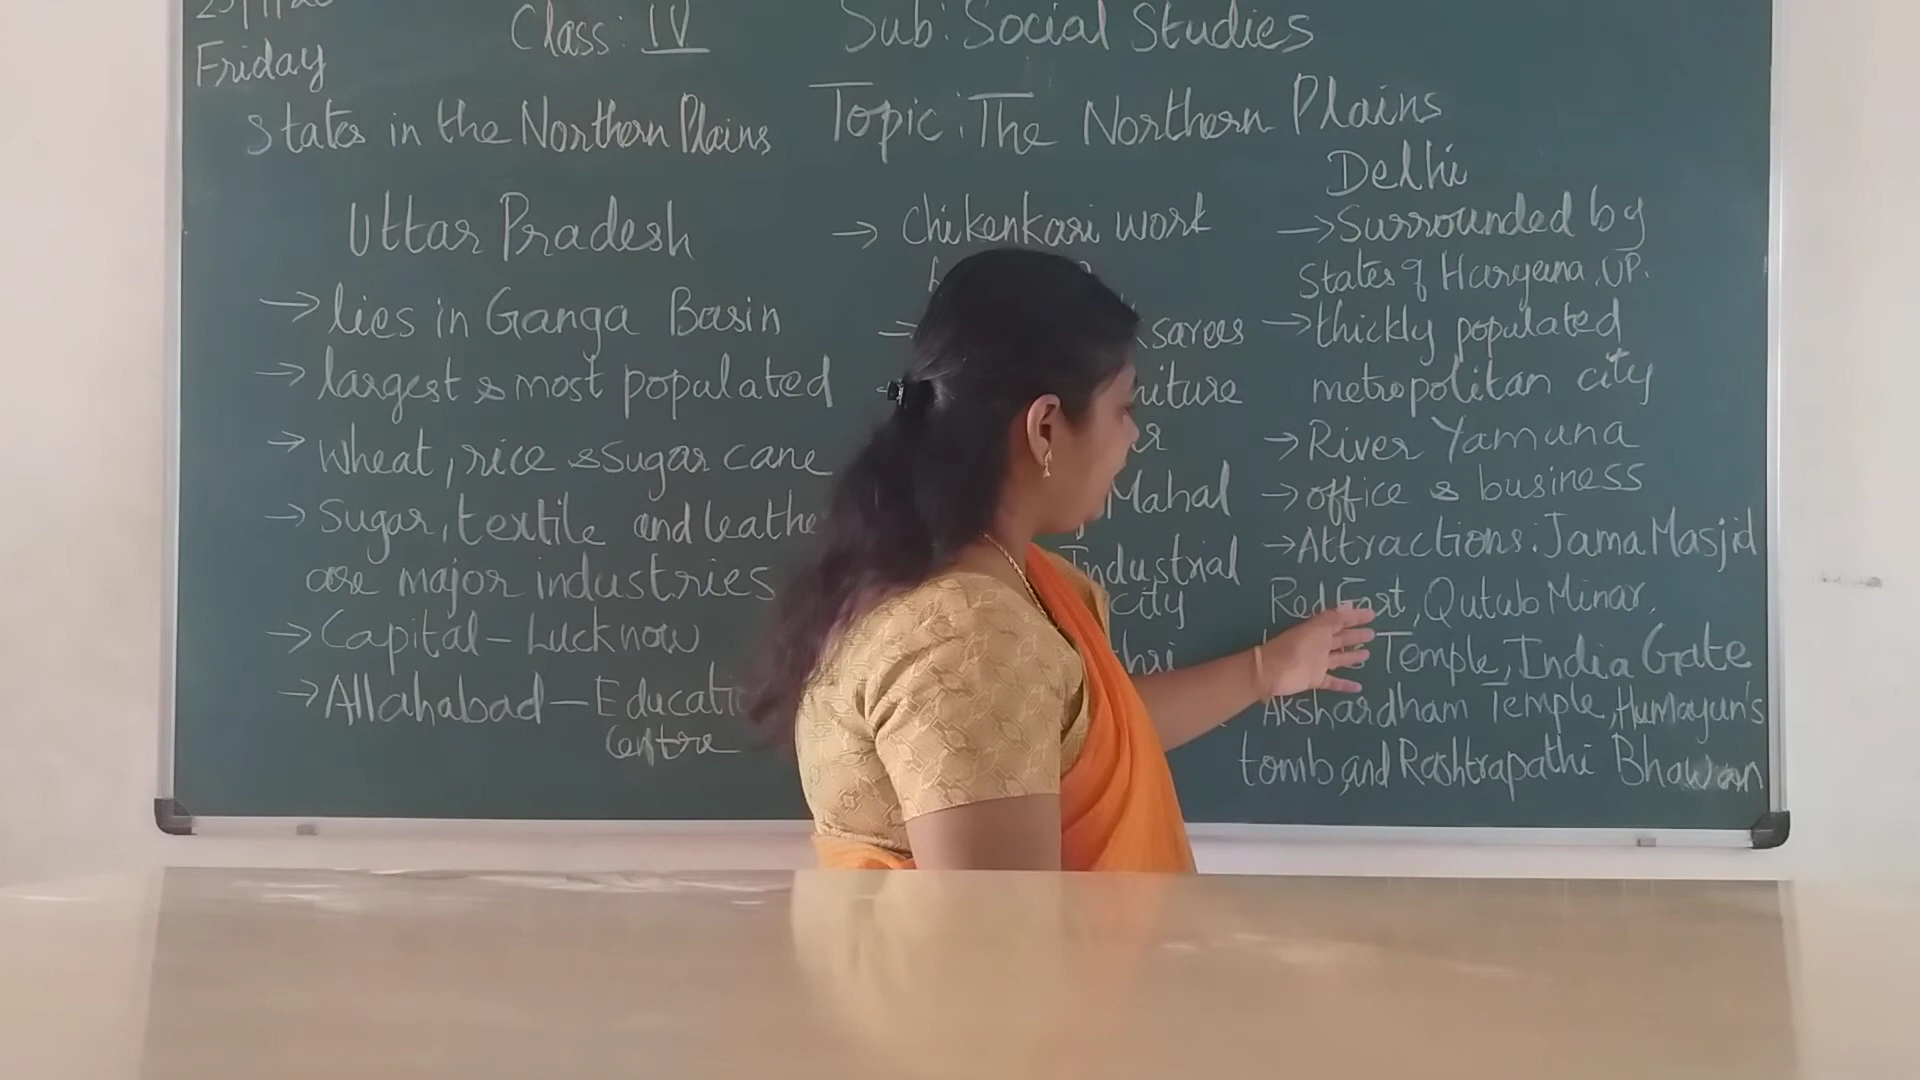 Friday
Class: IV
Sub: Social Studies
Topic: The Northern Plains
States in the Northern Plains
Uttar Pradesh
→ lies in Ganga Basin
→ largest & most populated
→ wheat, rice & sugar cane
→ Sugar, textile and leathe
are major industries
→ Capital – Lucknow
→ Allahabad – Educati
Centre
→ Chikenkari work
sarees
niture
Mahal
Industrial
city
hri
Delhi
→ Surrounded by
States of Haryana, UP.
→ thickly populated
metropolitan city
→ River Yamuna
→ office & business
→ Attractions: Jama Masjid
Red Fort, Qutub Minar,
Temple, India Gate
Akshardham Temple, Humayun's
tomb, and Rashtrapathi Bhawan